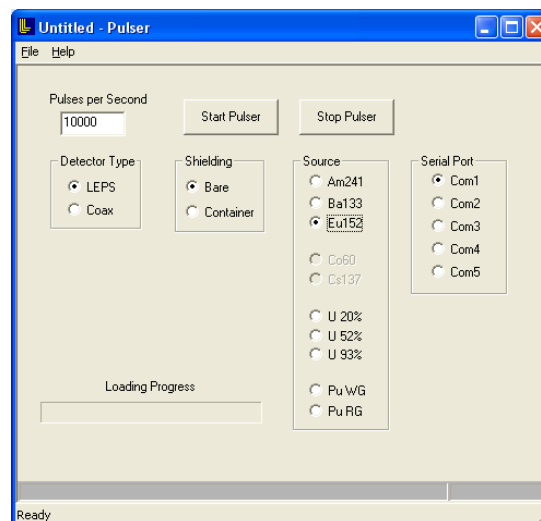 Untitled - Pulser
File Help
Pulses per Second
10000
Start Pulser
Stop Pulser
Detector Type
LEPS
Coax
Shielding
Bare
Container
Source
Am241
Ba133
Eu152
Co60
Cs137
U 20%
U 52%
U 93%
Pu WG
Pu RG
Serial Port
Com1
Com2
Com3
Com4
Com5
Loading Progress
Ready